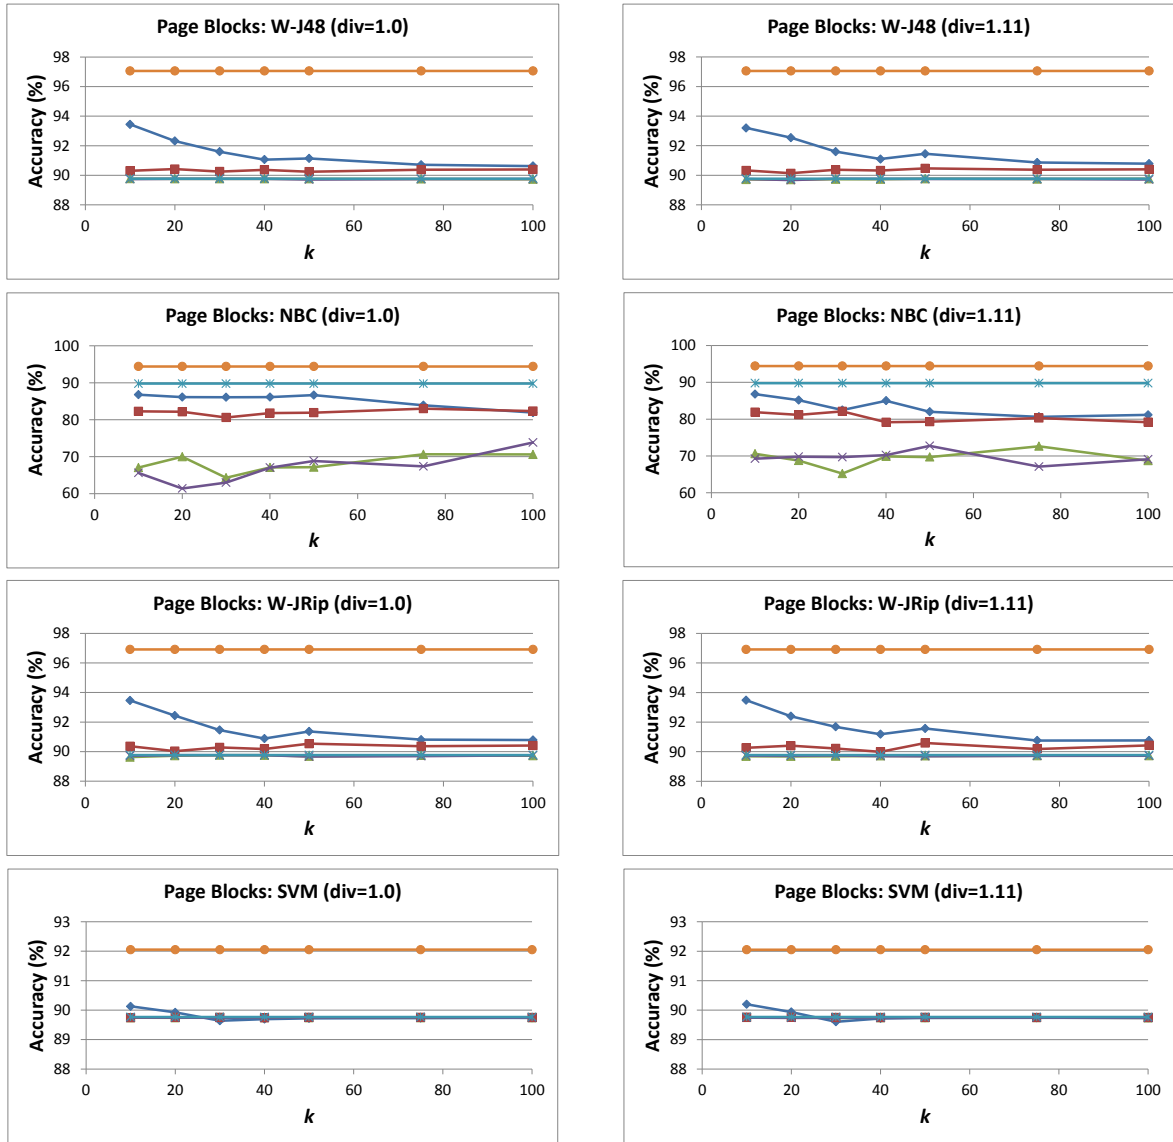 Page Blocks: W-J48 (div=1.0)
Accuracy (%)
98
96
94
92
90
88
0 20 40 60 80 100
k
Page Blocks: W-J48 (div=1.11)
Accuracy (%)
98
96
94
92
90
88
0 20 40 60 80 100
k
Page Blocks: NBC (div=1.0)
Accuracy (%)
100
90
80
70
60
0 20 40 60 80 100
k
Page Blocks: NBC (div=1.11)
Accuracy (%)
100
90
80
70
60
0 20 40 60 80 100
k
Page Blocks: W-JRip (div=1.0)
Accuracy (%)
98
96
94
92
90
88
0 20 40 60 80 100
k
Page Blocks: W-JRip (div=1.11)
Accuracy (%)
98
96
94
92
90
88
0 20 40 60 80 100
k
Page Blocks: SVM (div=1.0)
Accuracy (%)
93
92
91
90
89
88
0 20 40 60 80 100
k
Page Blocks: SVM (div=1.11)
Accuracy (%)
93
92
91
90
89
88
0 20 40 60 80 100
k